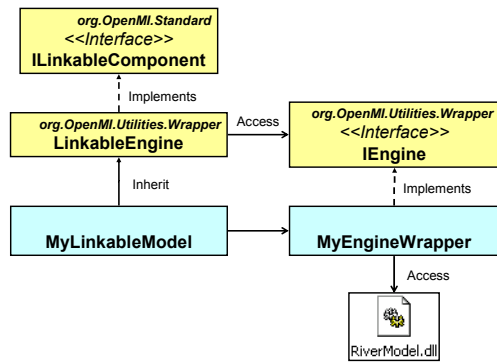 org.OpenMI.Standard
<<Interface>>
ILinkableComponent
Implements
org.OpenMI.Utilities.Wrapper
LinkableEngine
Access
org.OpenMI.Utilities.Wrapper
<<Interface>>
IEngine
Inherit
Implements
MyLinkableModel
MyEngineWrapper
Access
RiverModel.dll